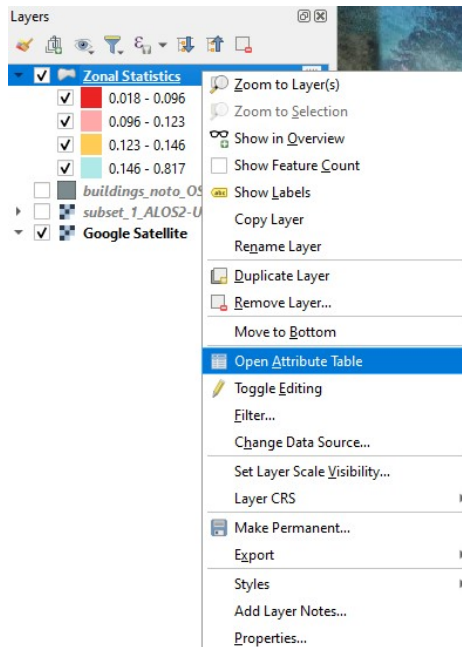 Layers
Zonal Statistics
0.018 - 0.096
0.096 - 0.123
0.123 - 0.146
0.146 - 0.817
buildings_noto_OS
subset_1_ALOS2-U
Google Satellite
Zoom to Layer(s)
Zoom to Selection
Show in Overview
Show Feature Count
abc Show Labels
Copy Layer
Rename Layer
Duplicate Layer
Remove Layer...
Move to Bottom
Open Attribute Table
Toggle Editing
Filter...
Change Data Source...
Set Layer Scale Visibility...
Layer CRS
Make Permanent...
Export
Styles
Add Layer Notes...
Properties...